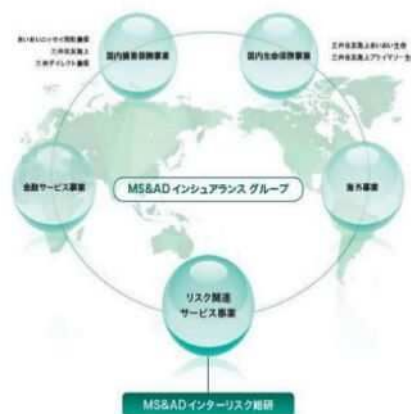 あいおいニッセイ同和損保
三井住友海上
三井ダイレクト損保
国内損害保険事業
国内生命保険事業
三井住友海上あいおい生命
三井住友海上プライマリー生
金融サービス事業
MS&ADインシュアランス グループ
海外事業
リスク関連
サービス事業
MS&ADインターリスク総研